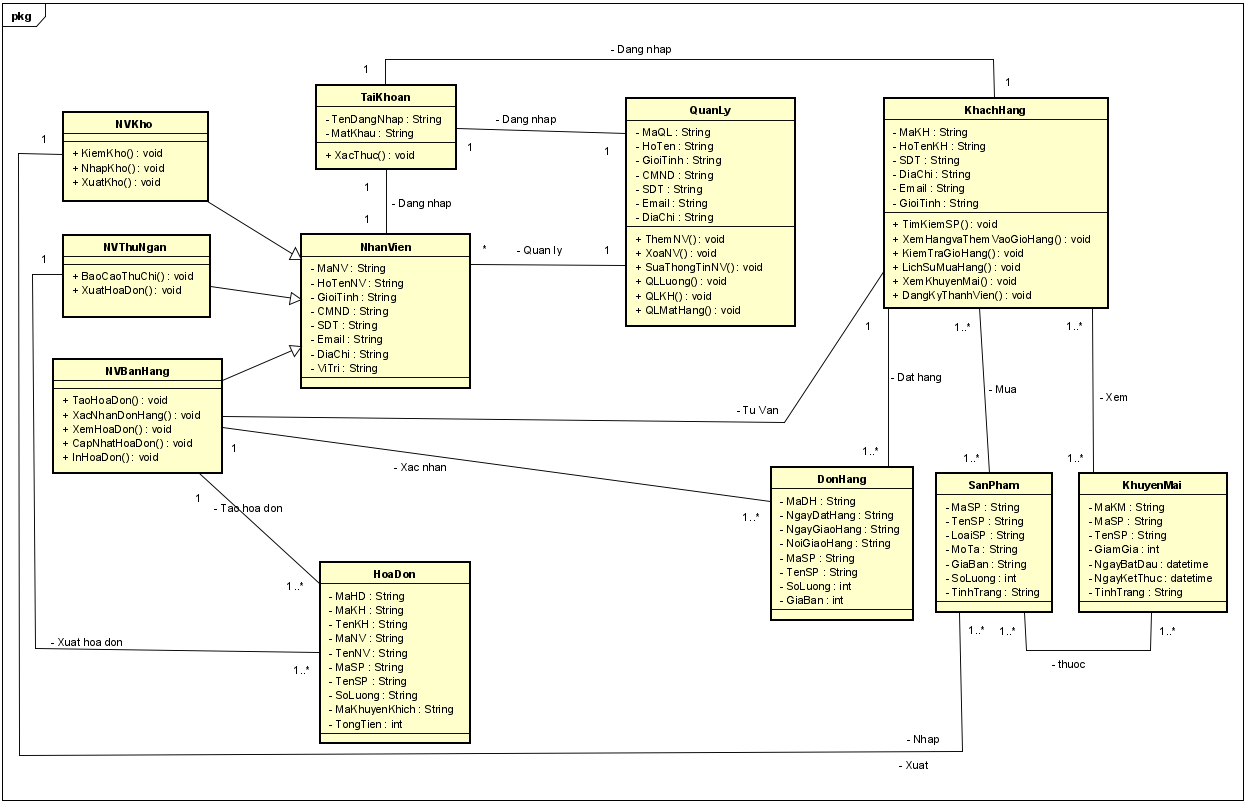 pkg
- Dang nhap
1
1
TaiKhoan
- TenDangNhap : String
- MatKhau : String
+ XacThuc() : void
- Dang nhap
1
1
QuanLy
- MaQL : String
- HoTen : String
- GioiTinh : String
- CMND : String
- SDT : String
- Email : String
- DiaChi : String
+ ThemNV() : void
+ XoaNV() : void
+ SuaThongTinNV() : void
+ QLLuong() : void
+ QLKH() : void
+ QLMatHang() : void
KhachHang
- MaKH : String
- HoTenKH : String
- SDT : String
- DiaChi : String
- Email : String
- GioiTinh : String
+ TimKiemSP() : void
+ XemHangvaThemVaoGioHang() : void
+ KiemTraGioHang() : void
+ LichSuMuaHang() : void
+ XemKhuyenMai() : void
+ DangKyThanhVien() : void
NVKho
+ KiemKho() : void
+ NhapKho() : void
+ XuatKho() : void
1
1
- Dang nhap
1
NVThuNgan
+ BaoCaoThuChi() : void
+ XuatHoaDon() : void
1
NhanVien
- MaNV : String
- HoTenNV : String
- GioiTinh : String
- CMND : String
- SDT : String
- Email : String
- DiaChi : String
- ViTri : String
*
- Quan ly
1
NVBanHang
+ TaoHoaDon() : void
+ XacNhanDonHang() : void
+ XemHoaDon() : void
+ CapNhatHoaDon() : void
+ InHoaDon() : void
1
1..*
1..*
- Dat hang
- Mua
- Xem
- Tu Van
1
- Xac nhan
1..*
1..*
1..*
1..*
1
- Tao hoa don
1..*
DonHang
- MaDH : String
- NgayDatHang : String
- NgayGiaoHang : String
- NoiGiaoHang : String
- MaSP : String
- TenSP : String
- SoLuong : int
- GiaBan : int
SanPham
- MaSP : String
- TenSP : String
- LoaiSP : String
- MoTa : String
- GiaBan : String
- SoLuong : int
- TinhTrang : String
KhuyenMai
- MaKM : String
- MaSP : String
- TenSP : String
- GiamGia : int
- NgayBatDau : datetime
- NgayKetThuc : datetime
- TinhTrang : String
HoaDon
- MaHD : String
- MaKH : String
- TenKH : String
- MaNV : String
- TenNV : String
- MaSP : String
- TenSP : String
- SoLuong : String
- MaKhuyenKhich : String
- TongTien : int
- Xuat hoa don
1..*
1..*
1..*
1..*
- thuoc
- Nhap
- Xuat